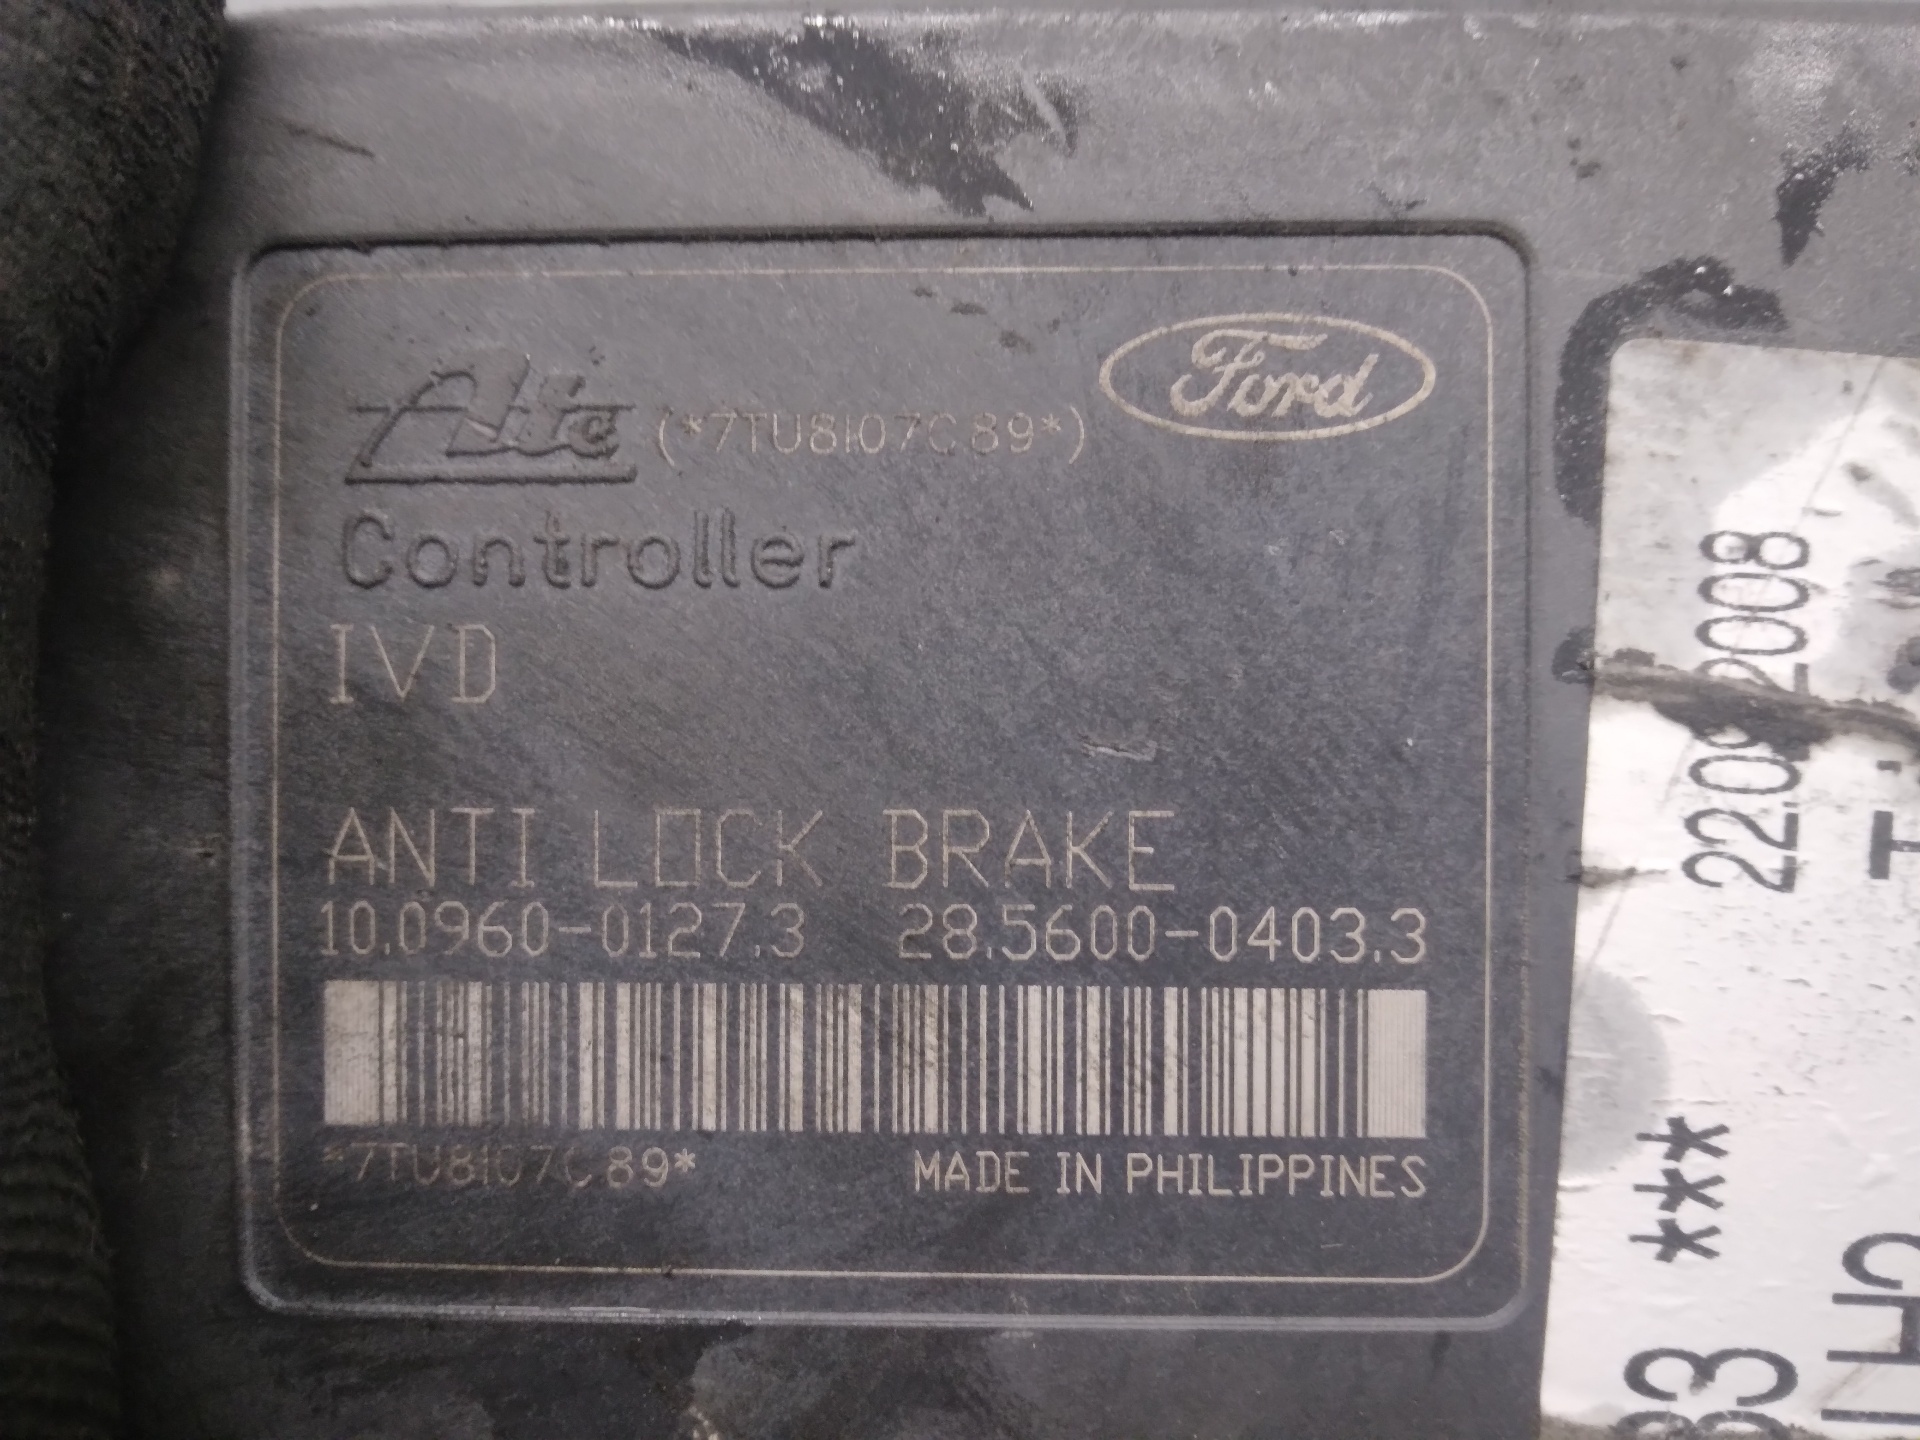 Ate (*7TU8I07C89*) Ford
Controller
IVD
ANTI LOCK BRAKE
10.0960-0127.3 28.5600-0403.3
*7TU8I07C89* MADE IN PHILIPPINES
***